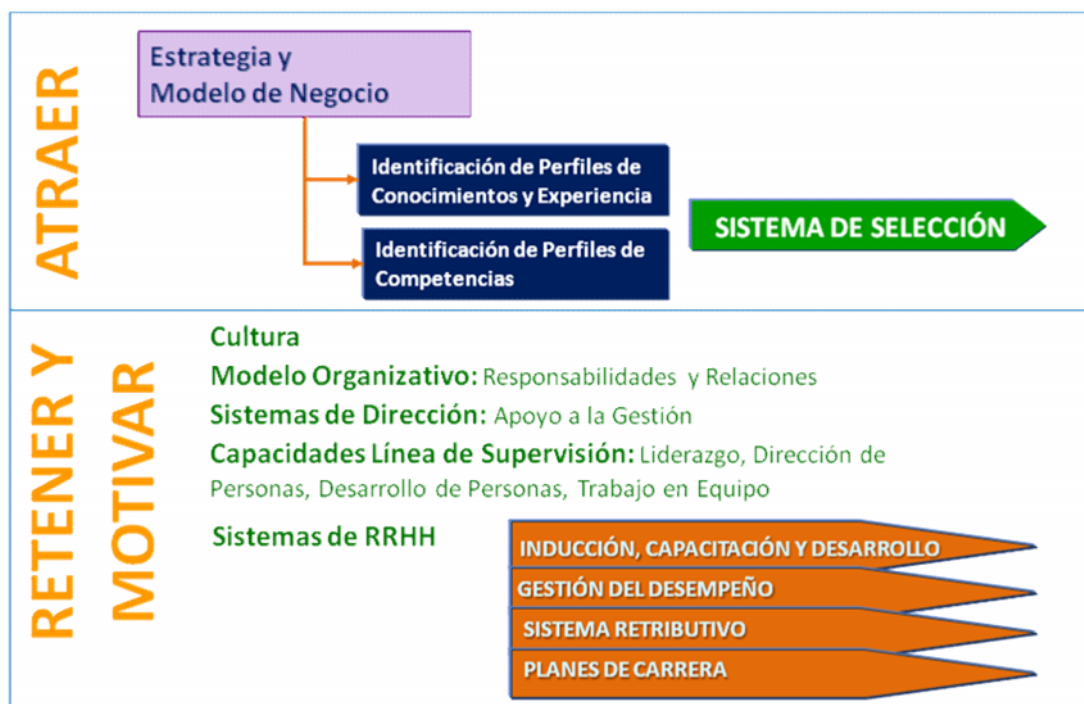 ATRAER
Estrategia y
Modelo de Negocio
Identificación de Perfiles de
Conocimientos y Experiencia
Identificación de Perfiles de
Competencias
SISTEMA DE SELECCIÓN
RETENER Y
MOTIVAR
Cultura
Modelo Organizativo: Responsabilidades y Relaciones
Sistemas de Dirección: Apoyo a la Gestión
Capacidades Línea de Supervisión: Liderazgo, Dirección de
Personas, Desarrollo de Personas, Trabajo en Equipo
Sistemas de RRHH
INDUCCIÓN, CAPACITACIÓN Y DESARROLLO
GESTIÓN DEL DESEMPEÑO
SISTEMA RETRIBUTIVO
PLANES DE CARRERA